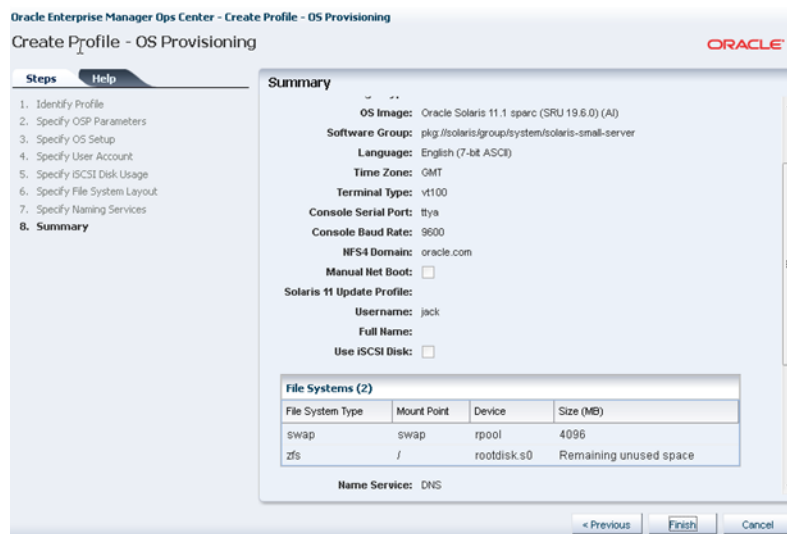 Oracle Enterprise Manager Ops Center - Create Profile - OS Provisioning
Create Profile - OS Provisioning
ORACLE
Steps
Help
1. Identify Profile
2. Specify OSP Parameters
3. Specify OS Setup
4. Specify User Account
5. Specify iSCSI Disk Usage
6. Specify File System Layout
7. Specify Naming Services
8. Summary
Summary
OS Image: Oracle Solaris 11.1 sparc (SRU 19.6.0) (AI)
Software Group: pkg://solaris/group/system/solaris-small-server
Language: English (7-bit ASCII)
Time Zone: GMT
Terminal Type: vt100
Console Serial Port: ttya
Console Baud Rate: 9600
NFS4 Domain: oracle.com
Manual Net Boot:
Solaris 11 Update Profile:
Username: jack
Full Name:
Use iSCSI Disk:
File Systems (2)
File System Type Mount Point Device Size (MB)
swap swap rpool 4096
zfs / rootdisk.s0 Remaining unused space
Name Service: DNS
< Previous Finish Cancel